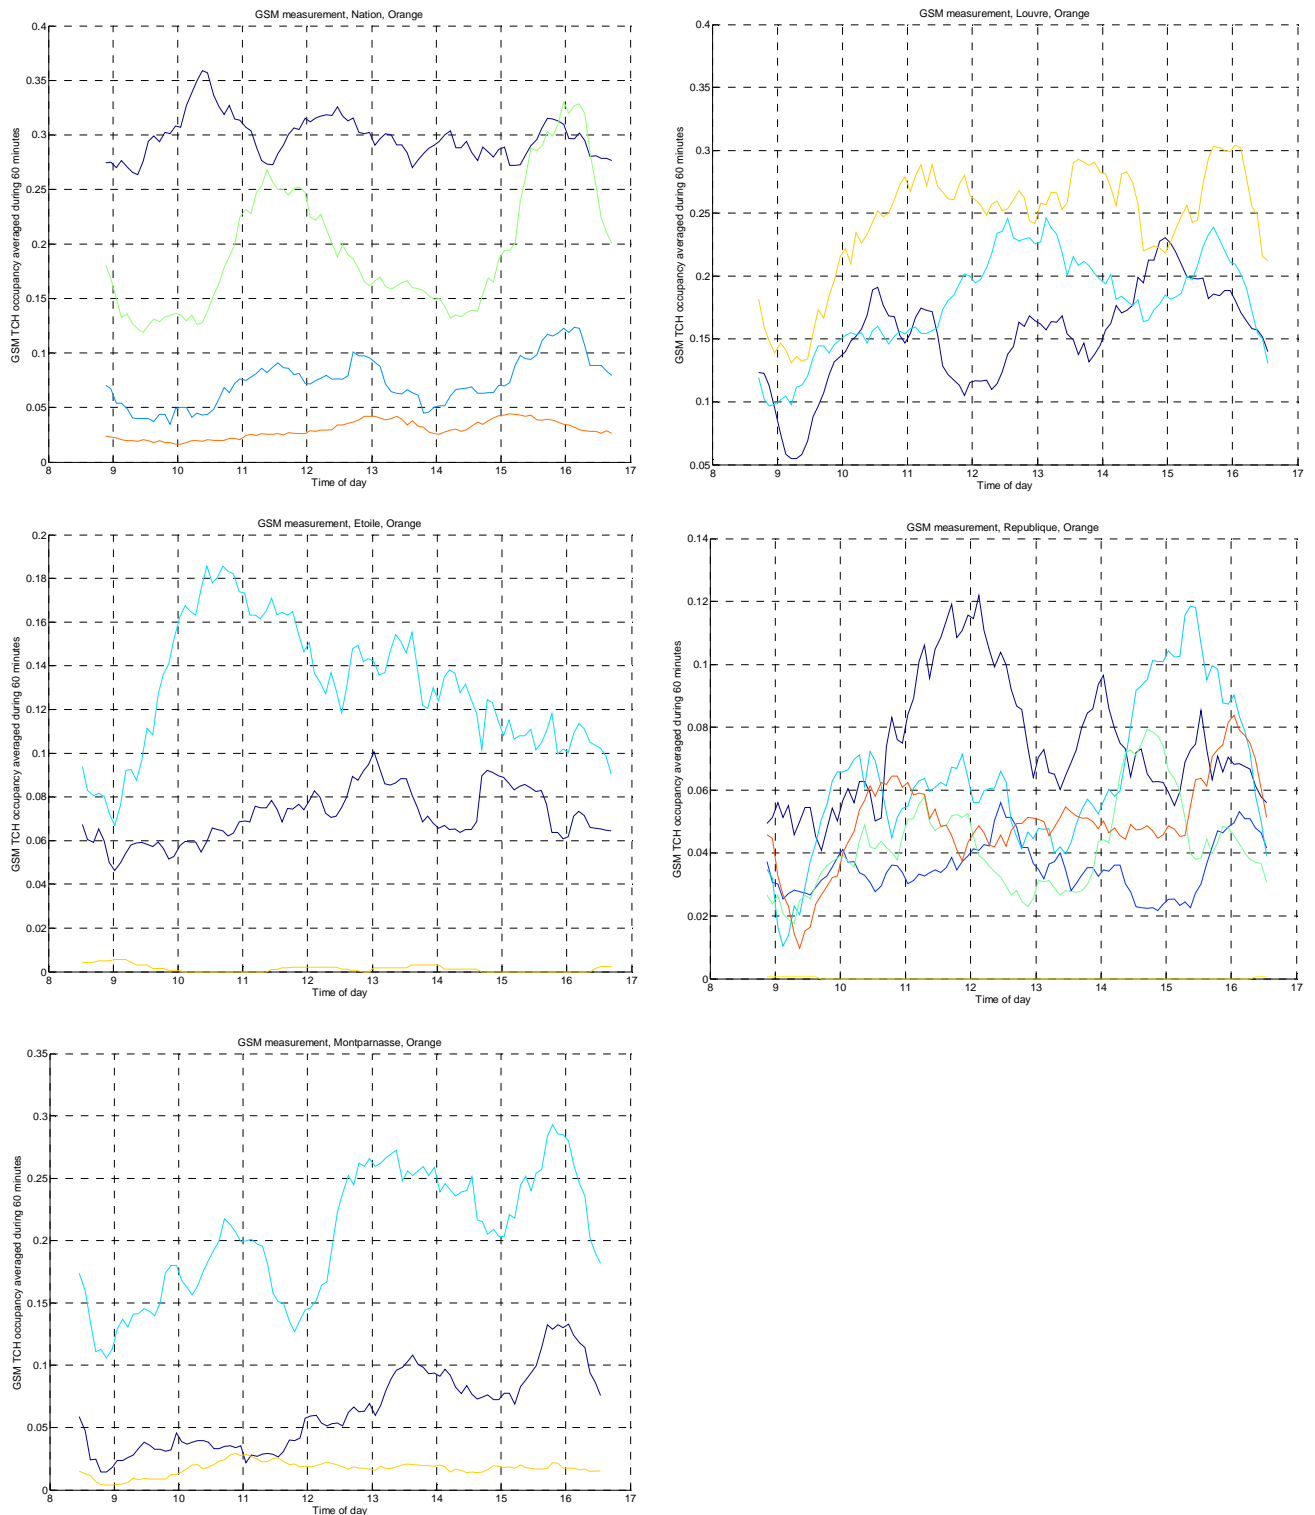 GSM measurement, Nation, Orange
0.4
0.35
0.3
0.25
0.2
0.15
0.1
0.05
0
GSM TCH occupancy averaged during 60 minutes
8 9 10 11 12 13 14 15 16 17
Time of day
GSM measurement, Louvre, Orange
0.4
0.35
0.3
0.25
0.2
0.15
0.1
0.05
GSM TCH occupancy averaged during 60 minutes
8 9 10 11 12 13 14 15 16 17
Time of day
GSM measurement, Etoile, Orange
0.2
0.18
0.16
0.14
0.12
0.1
0.08
0.06
0.04
0.02
0
GSM TCH occupancy averaged during 60 minutes
8 9 10 11 12 13 14 15 16 17
Time of day
GSM measurement, Republique, Orange
0.14
0.12
0.1
0.08
0.06
0.04
0.02
0
GSM TCH occupancy averaged during 60 minutes
8 9 10 11 12 13 14 15 16 17
Time of day
GSM measurement, Montparnasse, Orange
0.35
0.3
0.25
0.2
0.15
0.1
0.05
0
GSM TCH occupancy averaged during 60 minutes
8 9 10 11 12 13 14 15 16 17
Time of day